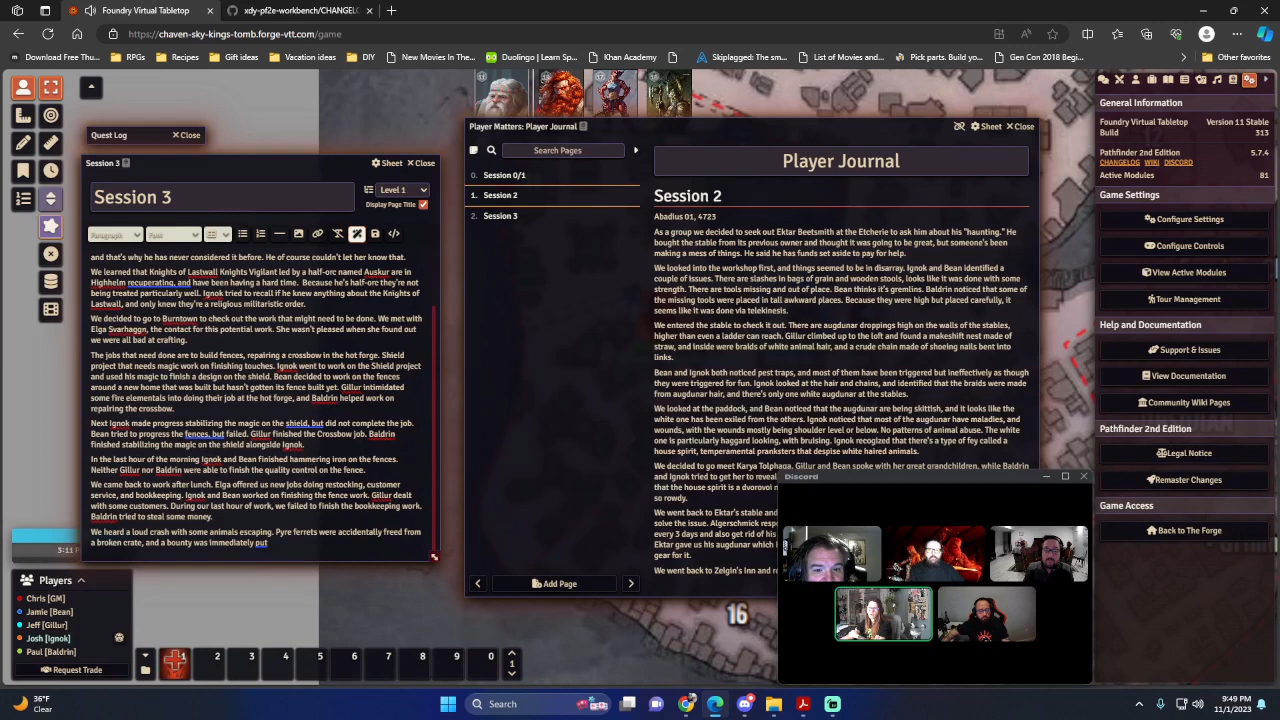 Foundry Virtual Tabletop
xdy-pf2e-workbench/CHANGEL
https://chaven-sky-kings-tomb.forge-vtt.com/game
Download Free Thu...
RPGs
Recipes
Gift ideas
Vacation ideas
DIY
New Movies In The...
Duolingo | Learn Sp...
Khan Academy
Skiplagged: The sm...
List of Movies and...
Pick parts. Build yo...
Gen Con 2018 Begi...
Other favorites
Quest Log
Close
Session 3
Sheet
Close
Session 3
Level 1
Display Page Title
Paragraph
Font
and that's why he has never considered it before. He of course couldn't let her know that.
We learned that Knights of Lastwall Knights Vigilant led by a half-orc named Auskur are in
Highhelm recuperating, and have been having a hard time. Because he's half-orc they're not
being treated particularly well. Ignok tried to recall if he knew anything about the Knights of
Lastwall, and only knew they're a religious militaristic order.
We decided to go to Burntown to check out the work that might need to be done. We met with
Elga Svarhaggn, the contact for this potential work. She wasn't pleased when she found out
we were all bad at crafting.
The jobs that need done are to build fences, repairing a crossbow in the hot forge. Shield
project that needs magic work on finishing touches. Ignok went to work on the Shield project
and used his magic to finish a design on the shield. Bean decided to work on the fences
around a new home that was built but hasn't gotten its fence built yet. Gillur intimidated
some fire elementals into doing their job at the hot forge, and Baldrin helped work on
repairing the crossbow.
Next Ignok made progress stabilizing the magic on the shield, but did not complete the job.
Bean tried to progress the fences, but failed. Gillur finished the Crossbow job. Baldrin
finished stabilizing the magic on the shield alongside Ignok.
In the last hour of the morning Ignok and Bean finished hammering iron on the fences.
Neither Gillur nor Baldrin were able to finish the quality control on the fence.
We came back to work after lunch. Elga offered us new jobs doing restocking, customer
service, and bookkeeping. Ignok and Bean worked on finishing the fence work. Gillur dealt
with some customers. During our last hour of work, we failed to finish the bookkeeping work.
Baldrin tried to steal some money.
We heard a loud crash with some animals escaping. Pyre ferrets were accidentally freed from
a broken crate, and a bounty was immediately put
3:11 P
Players
Chris [GM]
Jamie [Bean]
Jeff [Gillur]
Josh [Ignok]
Paul [Baldrin]
Request Trade
1 2 3 4 5 6 7 8 9 0
1
Player Matters: Player Journal
Sheet
Close
Search Pages
0. Session 0/1
1. Session 2
2. Session 3
Add Page
Player Journal
Session 2
Abadius 01, 4723
As a group we decided to seek out Ektar Beetsmith at the Etcherie to ask him about his "haunting." He
bought the stable from its previous owner and thought it was going to be great, but someone's been
making a mess of things. He said he has funds set aside to pay for help.
We looked into the workshop first, and things seemed to be in disarray. Ignok and Bean identified a
couple of issues. There are slashes in bags of grain and wooden stools, looks like it was done with some
strength. There are tools missing and out of place. Bean thinks it's gremlins. Baldrin noticed that some of
the missing tools were placed in tall awkward places. Because they were high but placed carefully, it
seems like it was done via telekinesis.
We entered the stable to check it out. There are augdunar droppings high on the walls of the stables,
higher than even a ladder can reach. Gillur climbed up to the loft and found a makeshift nest made of
straw, and inside were braids of white animal hair, and a crude chain made of shoeing nails bent into
links.
Bean and Ignok both noticed pest traps, and most of them have been triggered but ineffectively as though
they were triggered for fun. Ignok looked at the hair and chains, and identified that the braids were made
from augdunar hair, and there's only one white augdunar at the stables.
We looked at the paddock, and Bean noticed that the augdunar are being skittish, and it looks like the
white one has been exiled from the others. Ignok noticed that most of the augdunar have maladies, and
wounds, with the wounds mostly being shoulder level or below. No patterns of animal abuse. The white
one is particularly haggard looking, with bruising. Ignok recognized that there's a type of fey called a
house spirit, temperamental pranksters that despise white haired animals.
We decided to go meet Karya Tolphaga. Gillur and Bean spoke with her great grandchildren, while Baldrin
and Ignok tried to get her to reveal
that the house spirit is a dvorovoi
so rowdy.
We went back to Ektar's stable and
solve the issue. Algerschmick resp
every 3 days and also get rid of his
Ektar gave us his augdunar which
gear for it.
We went back to Zelgin's Inn and
16
Discord
General Information
Foundry Virtual Tabletop Version 11 Stable
Build 313
Pathfinder 2nd Edition 5.7.4
CHANGELOG WIKI DISCORD
Active Modules 81
Game Settings
Configure Settings
Configure Controls
View Active Modules
Tour Management
Help and Documentation
Support & Issues
View Documentation
Community Wiki Pages
Pathfinder 2nd Edition
Legal Notice
Remaster Changes
Game Access
Back to The Forge
36°F
Clear
Search
9:49 PM
11/1/2023